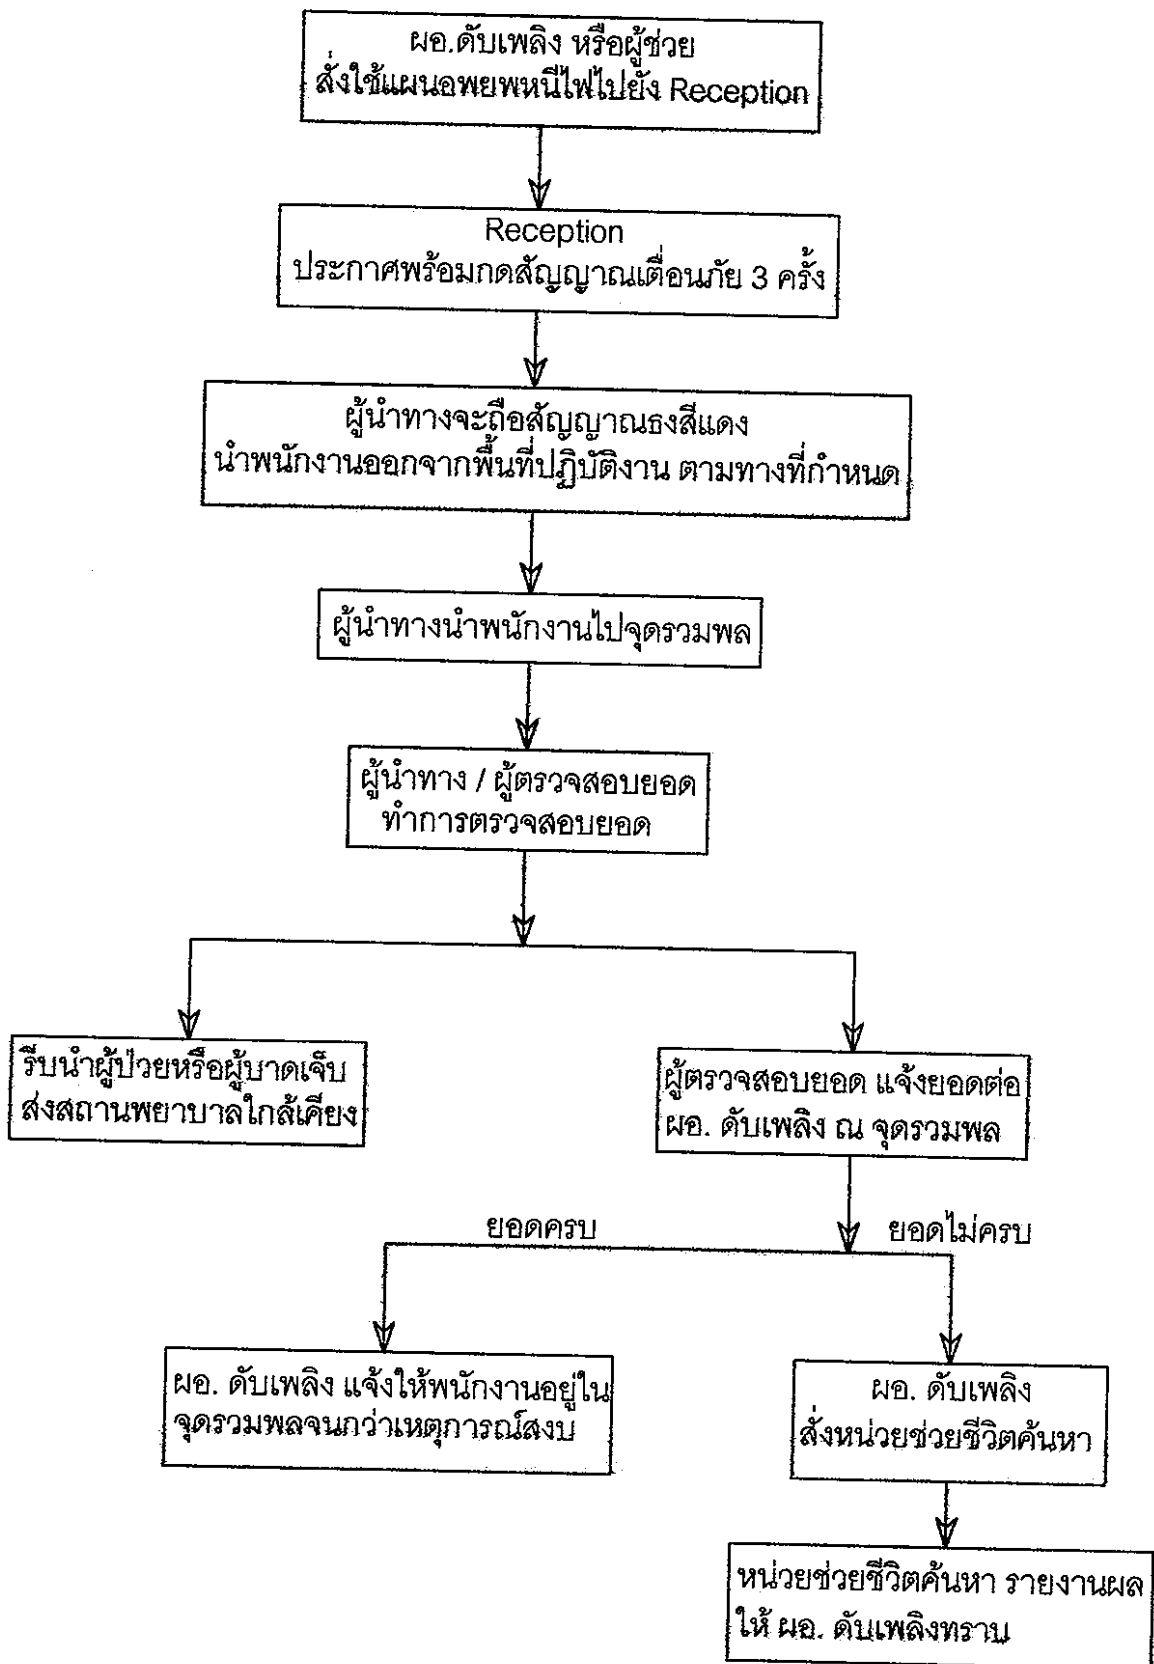 ผอ.ดับเพลิง หรือผู้ช่วย
สั่งใช้แผนอพยพหนีไฟไปยัง Reception
Reception
ประกาศพร้อมกดสัญญาณเตือนภัย 3 ครั้ง
ผู้นำทางจะถือสัญญาณธงสีแดง
นำพนักงานออกจากพื้นที่ปฏิบัติงาน ตามทางที่กำหนด
ผู้นำทางนำพนักงานไปจุดรวมพล
ผู้นำทาง / ผู้ตรวจสอบยอด
ทำการตรวจสอบยอด
รีบนำผู้ป่วยหรือผู้บาดเจ็บ
ส่งสถานพยาบาลใกล้เคียง
ผู้ตรวจสอบยอด แจ้งยอดต่อ
ผอ. ดับเพลิง ณ จุดรวมพล
ยอดครบ
ยอดไม่ครบ
ผอ. ดับเพลิง แจ้งให้พนักงานอยู่ใน
จุดรวมพลจนกว่าเหตุการณ์สงบ
ผอ. ดับเพลิง
สั่งหน่วยช่วยชีวิตค้นหา
หน่วยช่วยชีวิตค้นหา รายงานผล
ให้ ผอ. ดับเพลิงทราบ